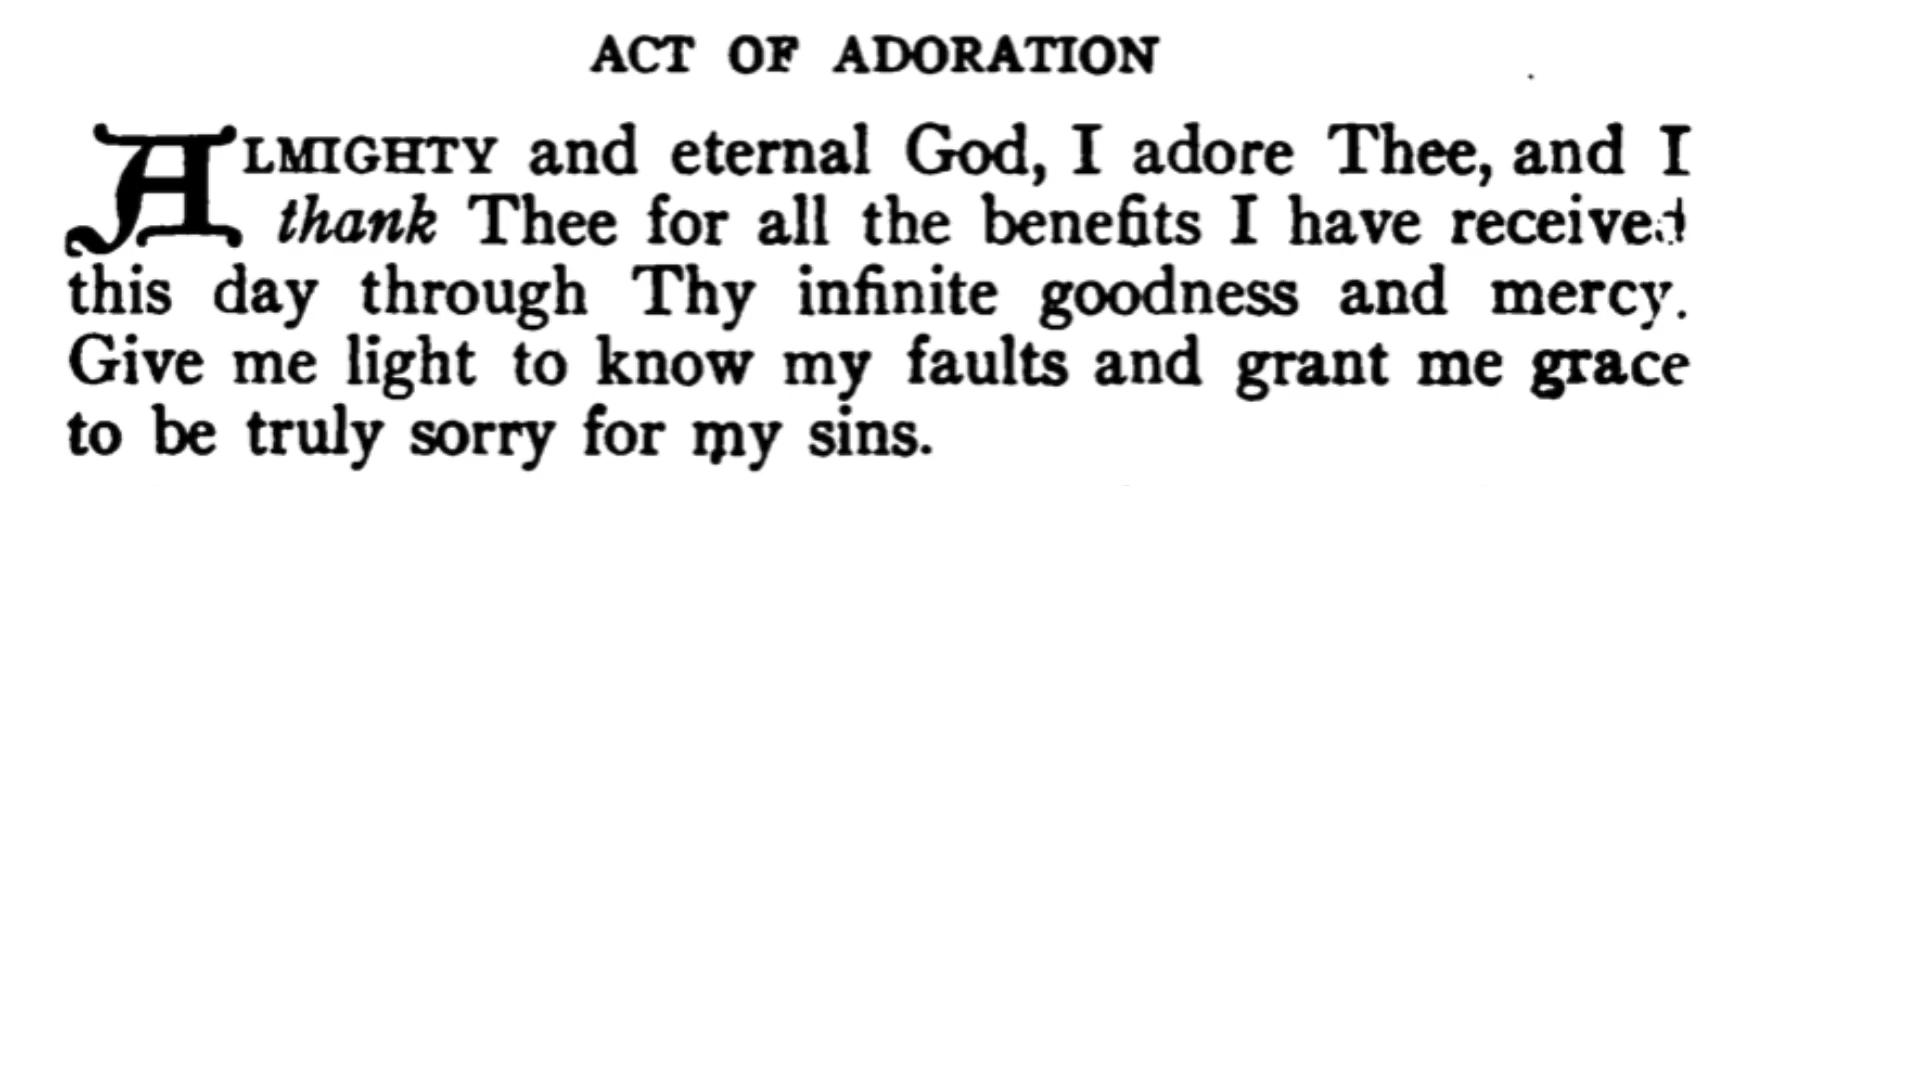 ACT OF ADORATION
ALMIGHTY and eternal God, I adore Thee, and I
thank Thee for all the benefits I have received
this day through Thy infinite goodness and mercy.
Give me light to know my faults and grant me grace
to be truly sorry for my sins.